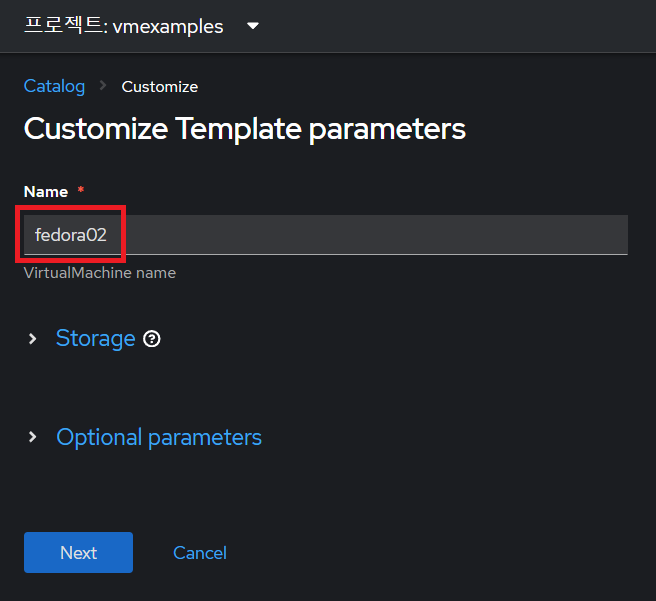 프로젝트: vmexamples
Catalog Customize
Customize Template parameters
Name *
fedora02
VirtualMachine name
Storage
Optional parameters
Next Cancel